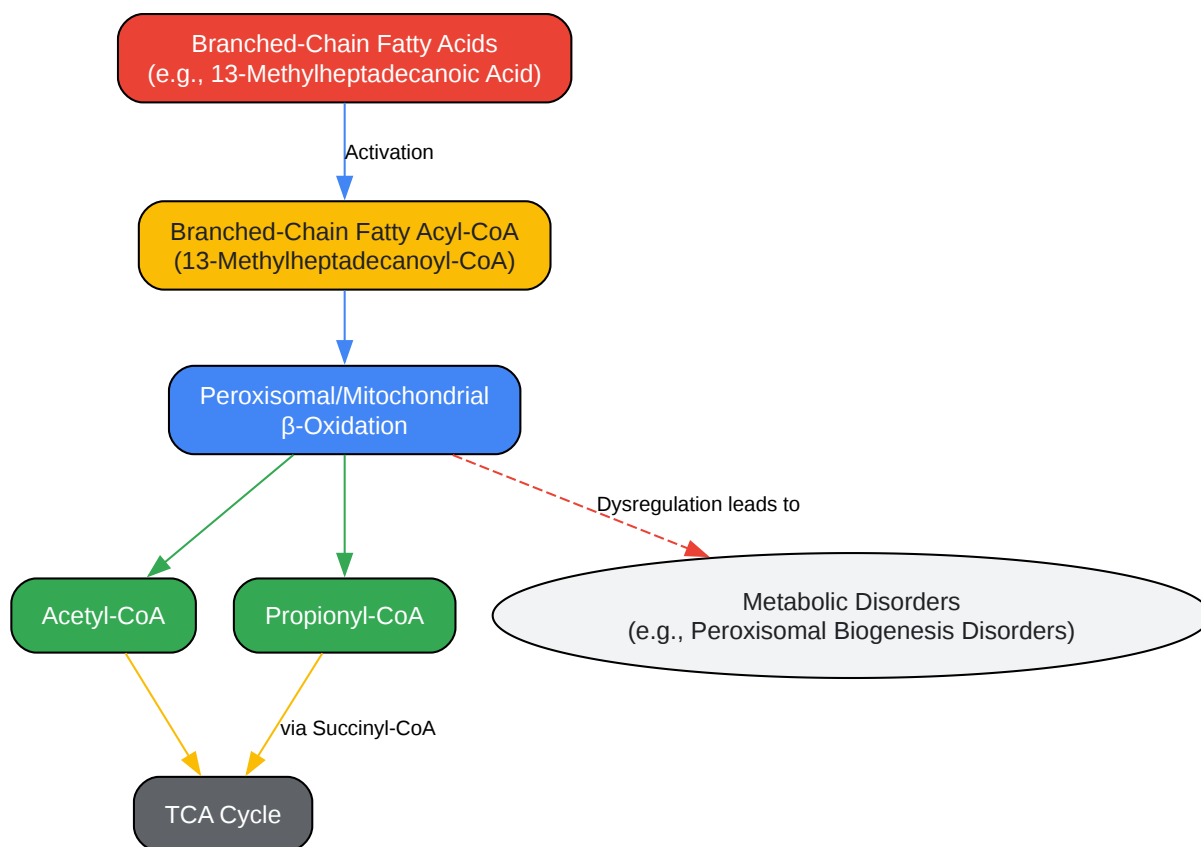 Branched-Chain Fatty Acids
(e.g., 13-Methylheptadecanoic Acid)
Activation
Branched-Chain Fatty Acyl-CoA
(13-Methylheptadecanoyl-CoA)
Peroxisomal/Mitochondrial
β-Oxidation
Dysregulation leads to
Acetyl-CoA
Propionyl-CoA
Metabolic Disorders
(e.g., Peroxisomal Biogenesis Disorders)
via Succinyl-CoA
TCA Cycle